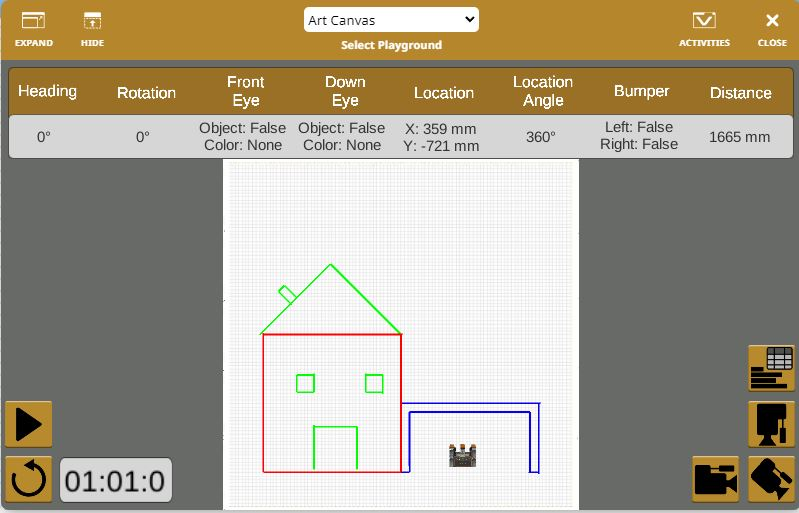 Art Canvas
EXPAND HIDE Select Playground ACTIVITIES CLOSE
Heading Rotation Front Eye Down Eye Location Location Angle Bumper Distance
0° 0° Object: False Object: False X: 359 mm 360° Left: False 1665 mm
Color: None Color: None Y: -721 mm Right: False
01:01:0